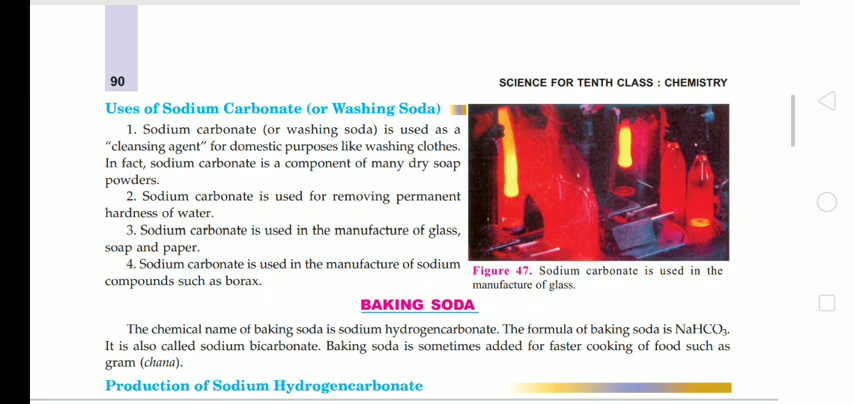 90
SCIENCE FOR TENTH CLASS : CHEMISTRY
Uses of Sodium Carbonate (or Washing Soda)
1. Sodium carbonate (or washing soda) is used as a
“cleansing agent” for domestic purposes like washing clothes.
In fact, sodium carbonate is a component of many dry soap
powders.
2. Sodium carbonate is used for removing permanent
hardness of water.
3. Sodium carbonate is used in the manufacture of glass,
soap and paper.
4. Sodium carbonate is used in the manufacture of sodium
compounds such as borax.
Figure 47. Sodium carbonate is used in the
manufacture of glass.
BAKING SODA
The chemical name of baking soda is sodium hydrogencarbonate. The formula of baking soda is NaHCO₃.
It is also called sodium bicarbonate. Baking soda is sometimes added for faster cooking of food such as
gram (chana).
Production of Sodium Hydrogencarbonate